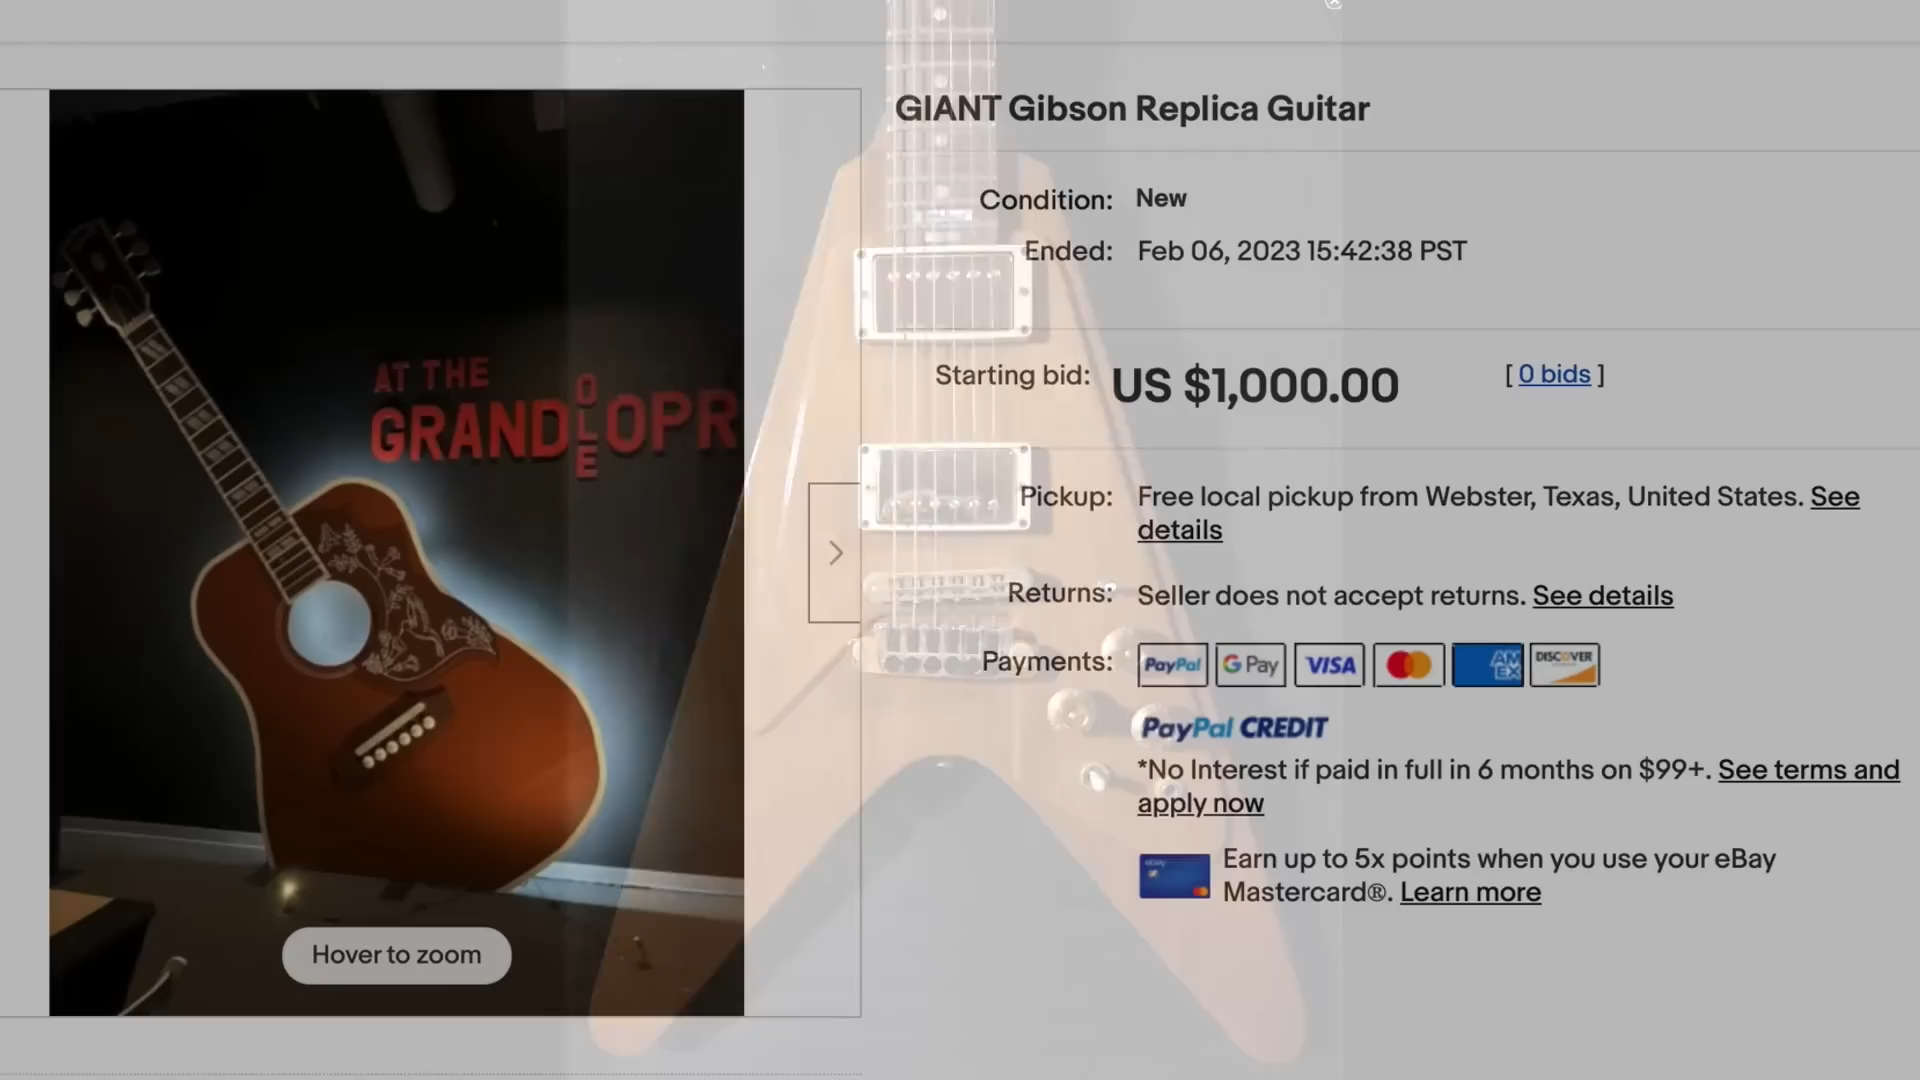 AT THE
GRAND OLE OPR
Hover to zoom
GIANT Gibson Replica Guitar
Condition: New
Ended: Feb 06, 2023 15:42:38 PST
Starting bid: US $1,000.00 [ 0 bids ]
Pickup: Free local pickup from Webster, Texas, United States. See
details
Returns: Seller does not accept returns. See details
Payments: PayPal G Pay VISA AMEX DISCOVER
PayPal CREDIT
*No Interest if paid in full in 6 months on $99+. See terms and
apply now
ebay
Earn up to 5x points when you use your eBay
Mastercard®. Learn more